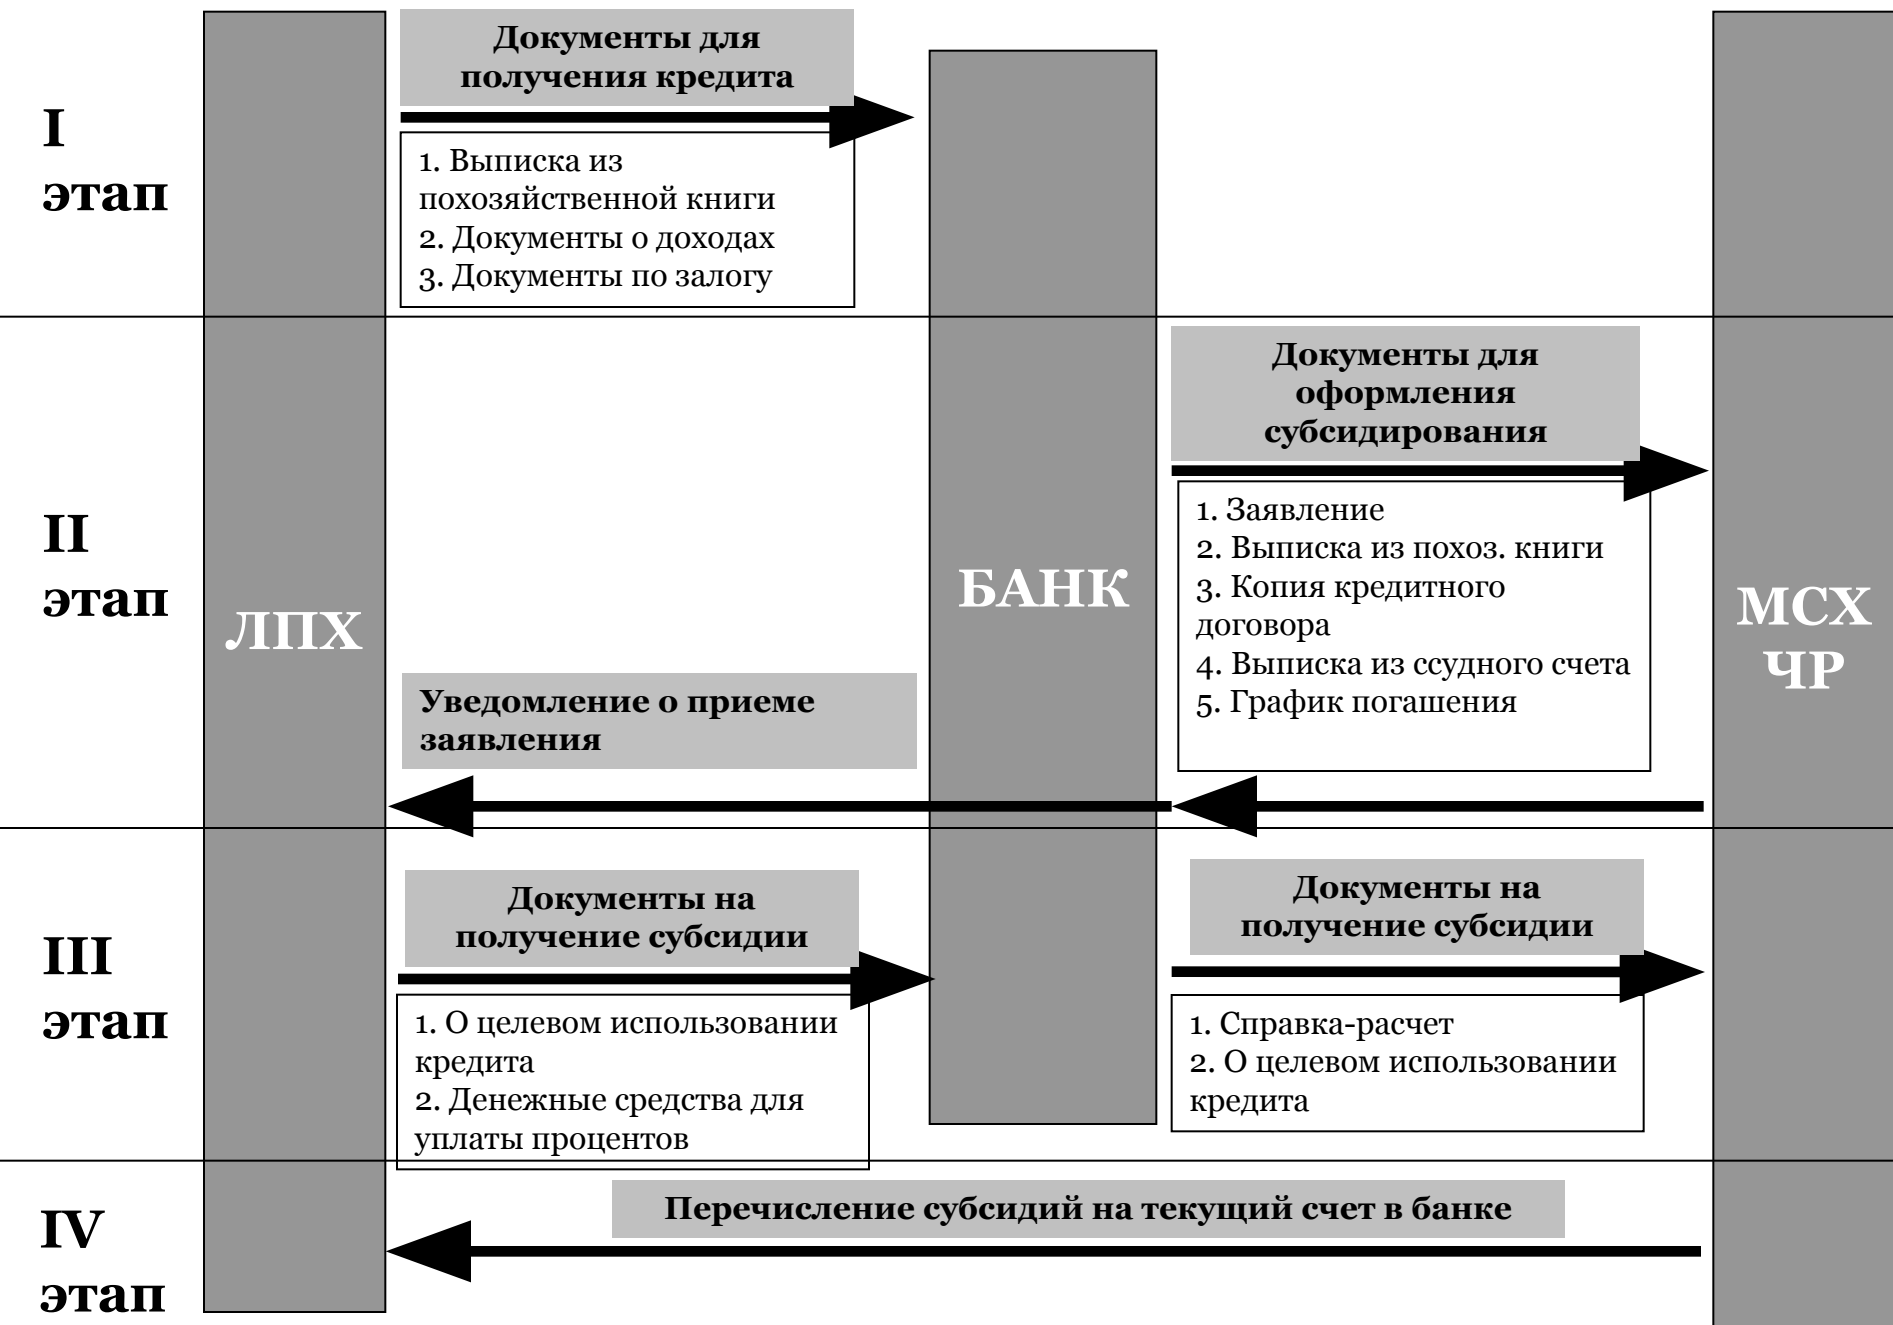 I
этап
Документы для
получения кредита
1. Выписка из
похозяйственной книги
2. Документы о доходах
3. Документы по залогу
II
этап
ЛПХ
БАНК
МСХ
ЧР
Документы для
оформления
субсидирования
1. Заявление
2. Выписка из похоз. книги
3. Копия кредитного
договора
4. Выписка из ссудного счета
5. График погашения
Уведомление о приеме
заявления
III
этап
Документы на
получение субсидии
1. О целевом использовании
кредита
2. Денежные средства для
уплаты процентов
Документы на
получение субсидии
1. Справка-расчет
2. О целевом использовании
кредита
IV
этап
Перечисление субсидий на текущий счет в банке